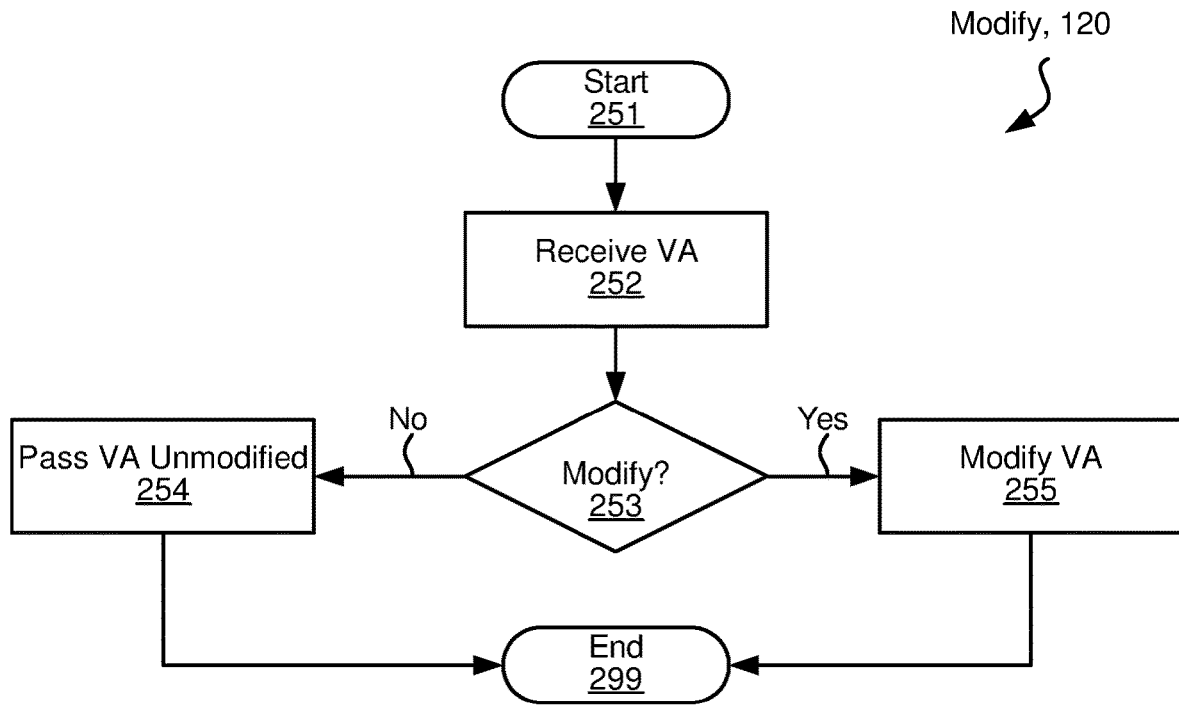 Modify, 120
Start
251
Receive VA
252
No
Yes
Pass VA Unmodified
254
Modify?
253
Modify VA
255
End
299